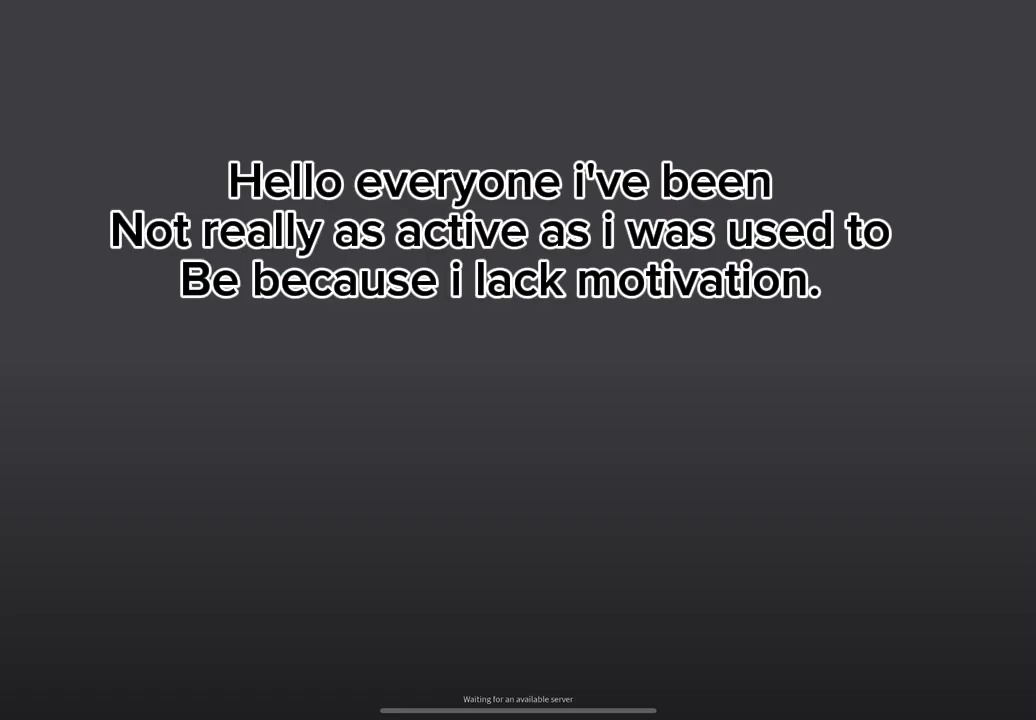 Hello everyone i've been
Not really as active as i was used to
Be because i lack motivation.
Waiting for an available server